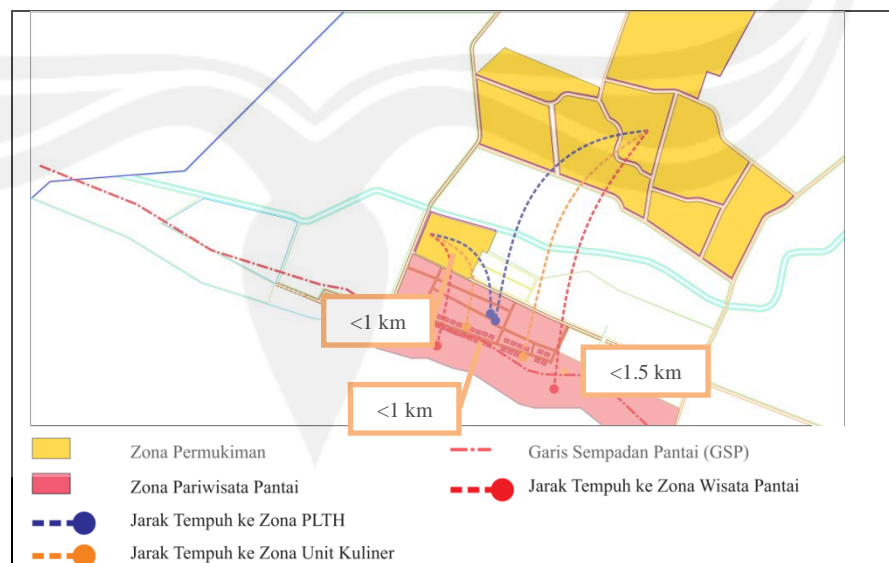 <1 km
<1.5 km
<1 km
Zona Permukiman
Garis Sempadan Pantai (GSP)
Zona Pariwisata Pantai
Jarak Tempuh ke Zona Wisata Pantai
Jarak Tempuh ke Zona PLTH
Jarak Tempuh ke Zona Unit Kuliner